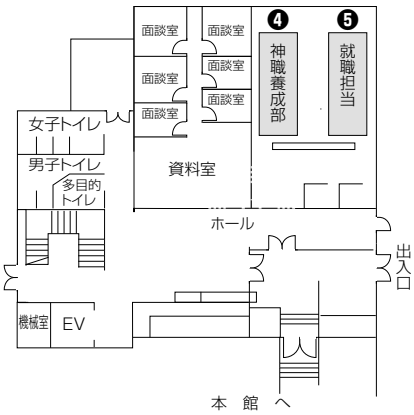 ❹
❺
面談室
面談室
面談室
面談室
面談室
面談室
神職養成部
就職担当
女子トイレ
男子トイレ
多目的
トイレ
資料室
ホール
出入口
機械室
EV
本館へ